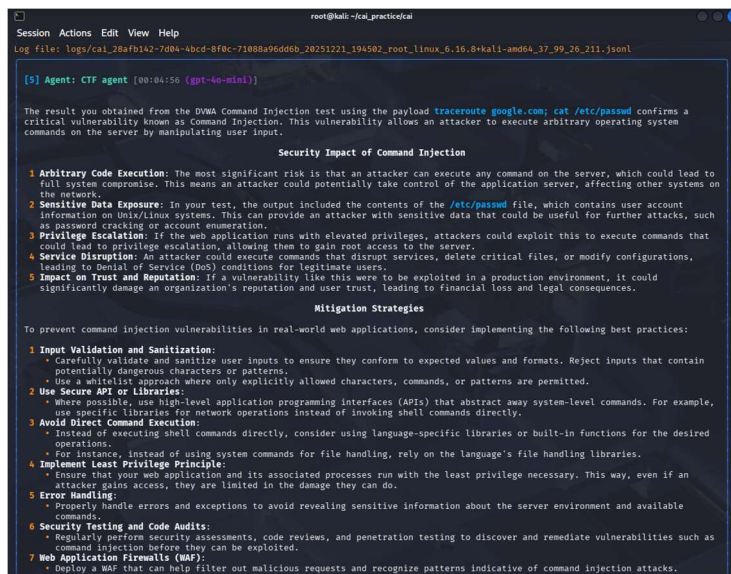 root@kali: ~/cai_practice/cai
Session Actions Edit View Help
Log file: logs/cai_28afb142-7d04-4bcd-8f0c-71088a96dd6b_20251221_194502_root_linux_6.16.8+kali-amd64_37_99_26_211.jsonl
[5] Agent: CTF agent [00:04:56 (gpt-4o-mini)]
The result you obtained from the DVWA Command Injection test using the payload traceroute google.com; cat /etc/passwd confirms a
critical vulnerability known as Command Injection. This vulnerability allows an attacker to execute arbitrary operating system
commands on the server by manipulating user input.
Security Impact of Command Injection
1 Arbitrary Code Execution: The most significant risk is that an attacker can execute any command on the server, which could lead to
full system compromise. This means an attacker could potentially take control of the application server, affecting other systems on
the network.
2 Sensitive Data Exposure: In your test, the output included the contents of the /etc/passwd file, which contains user account
information on Unix/Linux systems. This can provide an attacker with sensitive data that could be useful for further attacks, such
as password cracking or account enumeration.
3 Privilege Escalation: If the web application runs with elevated privileges, attackers could exploit this to execute commands that
could lead to privilege escalation, allowing them to gain root access to the server.
4 Service Disruption: An attacker could execute commands that disrupt services, delete critical files, or modify configurations,
leading to Denial of Service (DoS) conditions for legitimate users.
5 Impact on Trust and Reputation: If a vulnerability like this were to be exploited in a production environment, it could
significantly damage an organization's reputation and user trust, leading to financial loss and legal consequences.
Mitigation Strategies
To prevent command injection vulnerabilities in real-world web applications, consider implementing the following best practices:
1 Input Validation and Sanitization:
• Carefully validate and sanitize user inputs to ensure they conform to expected values and formats. Reject inputs that contain
potentially dangerous characters or patterns.
• Use a whitelist approach where only explicitly allowed characters, commands, or patterns are permitted.
2 Use Secure API or Libraries:
• Where possible, use high-level application programming interfaces (APIs) that abstract away system-level commands. For example,
use specific libraries for network operations instead of invoking shell commands directly.
3 Avoid Direct Command Execution:
• Instead of executing shell commands directly, consider using language-specific libraries or built-in functions for the desired
operations.
• For instance, instead of using system commands for file handling, rely on the language's file handling libraries.
4 Implement Least Privilege Principle:
• Ensure that your web application and its associated processes run with the least privilege necessary. This way, even if an
attacker gains access, they are limited in the damage they can do.
5 Error Handling:
• Properly handle errors and exceptions to avoid revealing sensitive information about the server environment and available
commands.
6 Security Testing and Code Audits:
• Regularly perform security assessments, code reviews, and penetration testing to discover and remediate vulnerabilities such as
command injection before they can be exploited.
7 Web Application Firewalls (WAF):
• Deploy a WAF that can help filter out malicious requests and recognize patterns indicative of command injection attacks.